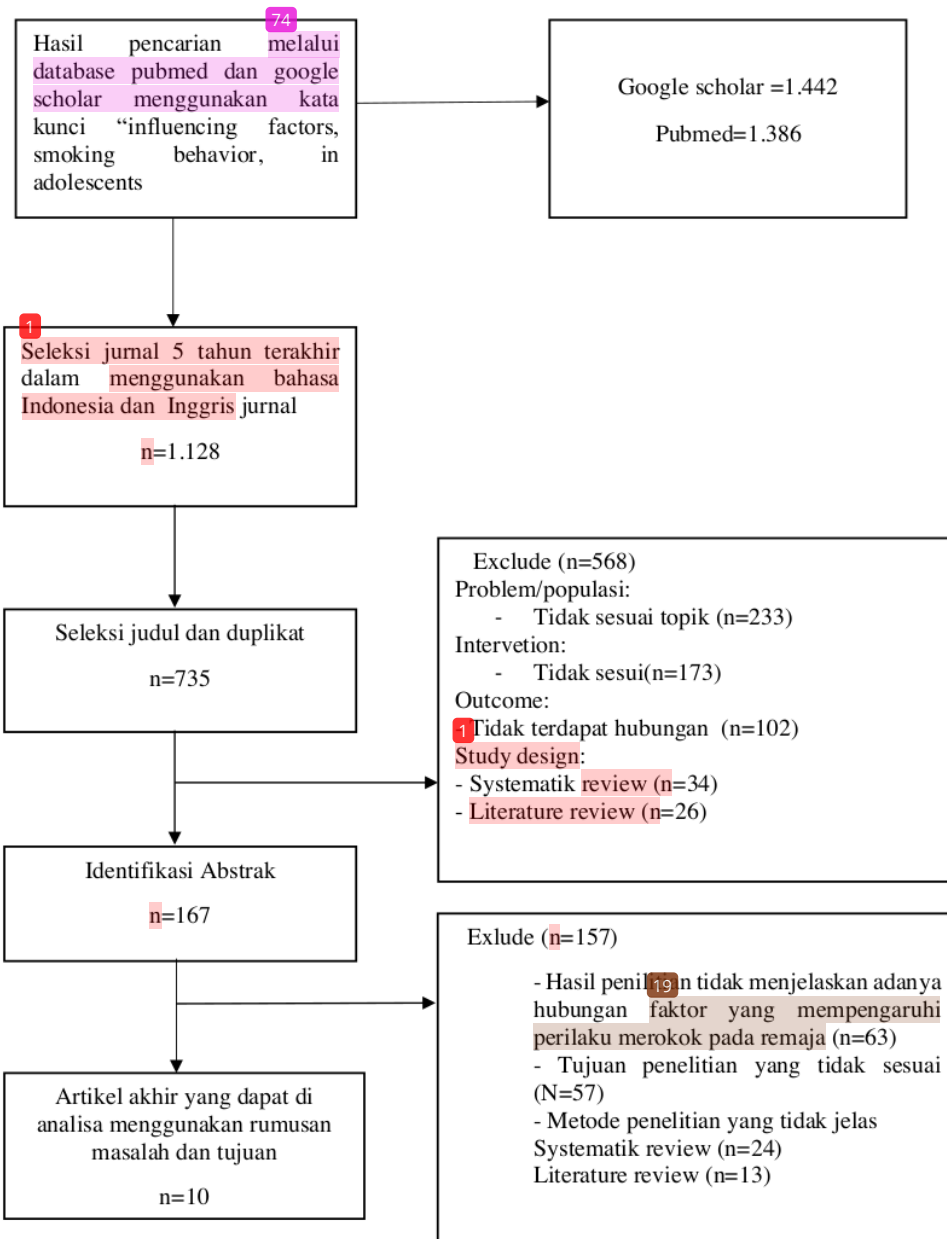 74
Hasil pencarian melalui
database pubmed dan google
scholar menggunakan kata
kunci “influencing factors,
smoking behavior, in
adolescents
Google scholar =1.442
Pubmed=1.386
1
Seleksi jurnal 5 tahun terakhir
dalam menggunakan bahasa
Indonesia dan Inggris jurnal
n=1.128
Seleksi judul dan duplikat
n=735
Exclude (n=568)
Problem/populasi:
- Tidak sesuai topik (n=233)
Intervetion:
- Tidak sesui(n=173)
Outcome:
1
Tidak terdapat hubungan (n=102)
Study design:
- Systematik review (n=34)
- Literature review (n=26)
Identifikasi Abstrak
n=167
Exlude (n=157)
19
- Hasil penilitian tidak menjelaskan adanya
hubungan faktor yang mempengaruhi
perilaku merokok pada remaja (n=63)
- Tujuan penelitian yang tidak sesuai
(N=57)
- Metode penelitian yang tidak jelas
Systematik review (n=24)
Literature review (n=13)
Artikel akhir yang dapat di
analisa menggunakan rumusan
masalah dan tujuan
n=10